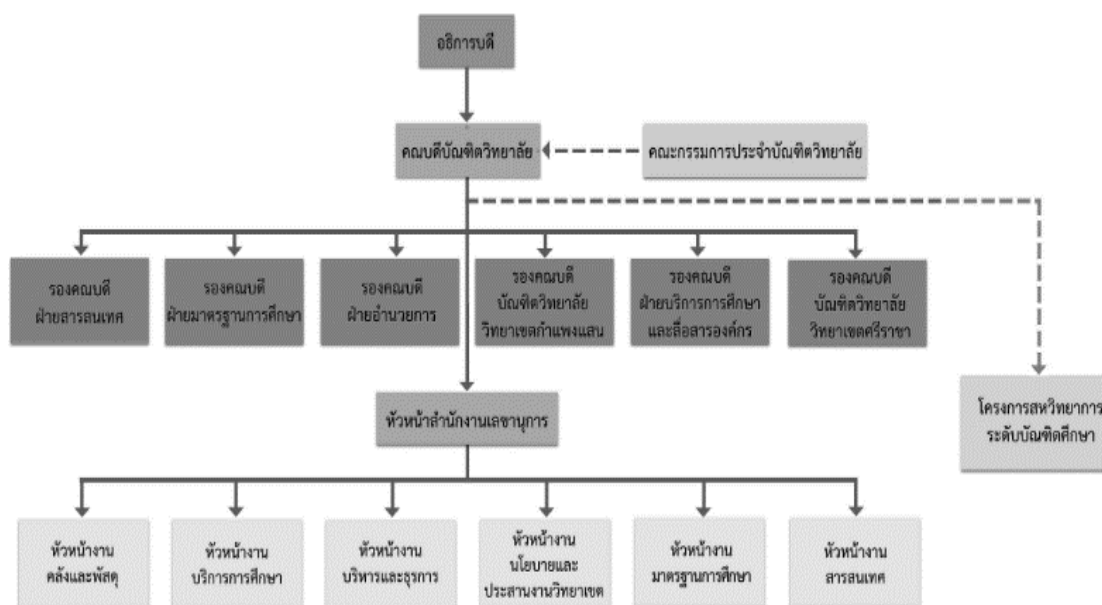 อธิการบดี
คณบดีบัณฑิตวิทยาลัย
คณะกรรมการประจำบัณฑิตวิทยาลัย
รองคณบดี
ฝ่ายสารสนเทศ
รองคณบดี
ฝ่ายมาตรฐานการศึกษา
รองคณบดี
ฝ่ายอำนวยการ
รองคณบดี
บัณฑิตวิทยาลัย
วิทยาเขตกำแพงแสน
รองคณบดี
ฝ่ายบริการการศึกษา
และสื่อสารองค์กร
รองคณบดี
บัณฑิตวิทยาลัย
วิทยาเขตศรีราชา
หัวหน้าสำนักงานเลขานุการ
โครงการสหวิทยาการ
ระดับบัณฑิตศึกษา
หัวหน้างาน
คลังและพัสดุ
หัวหน้างาน
บริการการศึกษา
หัวหน้างาน
บริหารและธุรการ
หัวหน้างาน
นโยบายและ
ประสานงานวิทยาเขต
หัวหน้างาน
มาตรฐานการศึกษา
หัวหน้างาน
สารสนเทศ